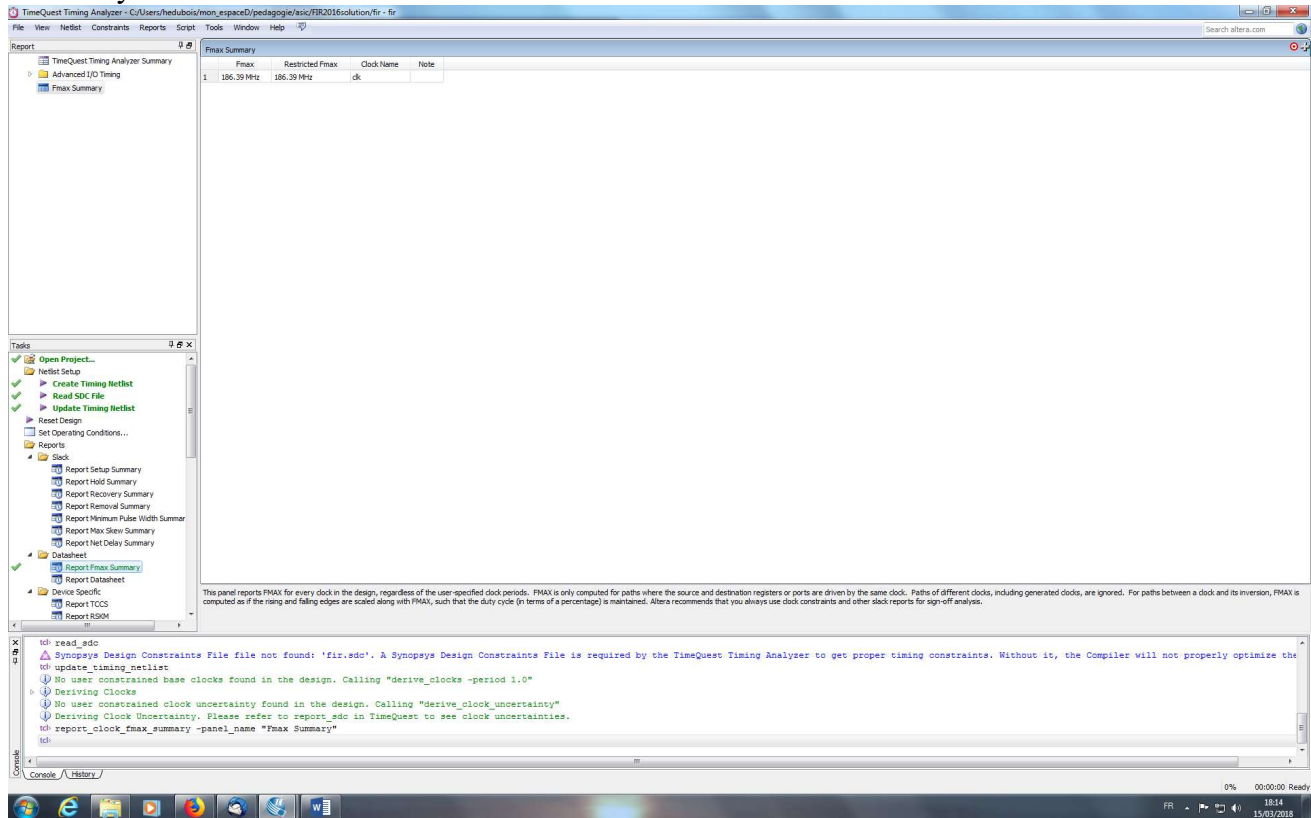 TimeQuest Timing Analyzer - C:/Users/hedubois/mon_espaceD/pedagogie/asic/FIR2016solution/fir - fir
File View Netlist Constraints Reports Script Tools Window Help
Search altera.com
Report
TimeQuest Timing Analyzer Summary
Advanced I/O Timing
Fmax Summary
Fmax Summary
Fmax Restricted Fmax Clock Name Note
1 186.39 MHz 186.39 MHz clk
Tasks
Open Project...
Netlist Setup
Create Timing Netlist
Read SDC File
Update Timing Netlist
Reset Design
Set Operating Conditions...
Reports
Slack
Report Setup Summary
Report Hold Summary
Report Recovery Summary
Report Removal Summary
Report Minimum Pulse Width Summar
Report Max Skew Summary
Report Net Delay Summary
Datasheet
Report Fmax Summary
Report Datasheet
Device Specific
Report TCCS
Report RSKM
This panel reports FMAX for every clock in the design, regardless of the user-specified clock periods. FMAX is only computed for paths where the source and destination registers or ports are driven by the same clock. Paths of different clocks, including generated clocks, are ignored. For paths between a clock and its inversion, FMAX is
computed as if the rising and falling edges are scaled along with FMAX, such that the duty cycle (in terms of a percentage) is maintained. Altera recommends that you always use clock constraints and other slack reports for sign-off analysis.
tcl> read_sdc
Synopsys Design Constraints File file not found: 'fir.sdc'. A Synopsys Design Constraints File is required by the TimeQuest Timing Analyzer to get proper timing constraints. Without it, the Compiler will not properly optimize the
tcl> update_timing_netlist
No user constrained base clocks found in the design. Calling "derive_clocks -period 1.0"
Deriving Clocks
No user constrained clock uncertainty found in the design. Calling "derive_clock_uncertainty"
Deriving Clock Uncertainty. Please refer to report_sdc in TimeQuest to see clock uncertainties.
tcl> report_clock_fmax_summary -panel_name "Fmax Summary"
tcl>
Console
Console History
0% 00:00:00 Ready
FR
18:14
15/03/2018